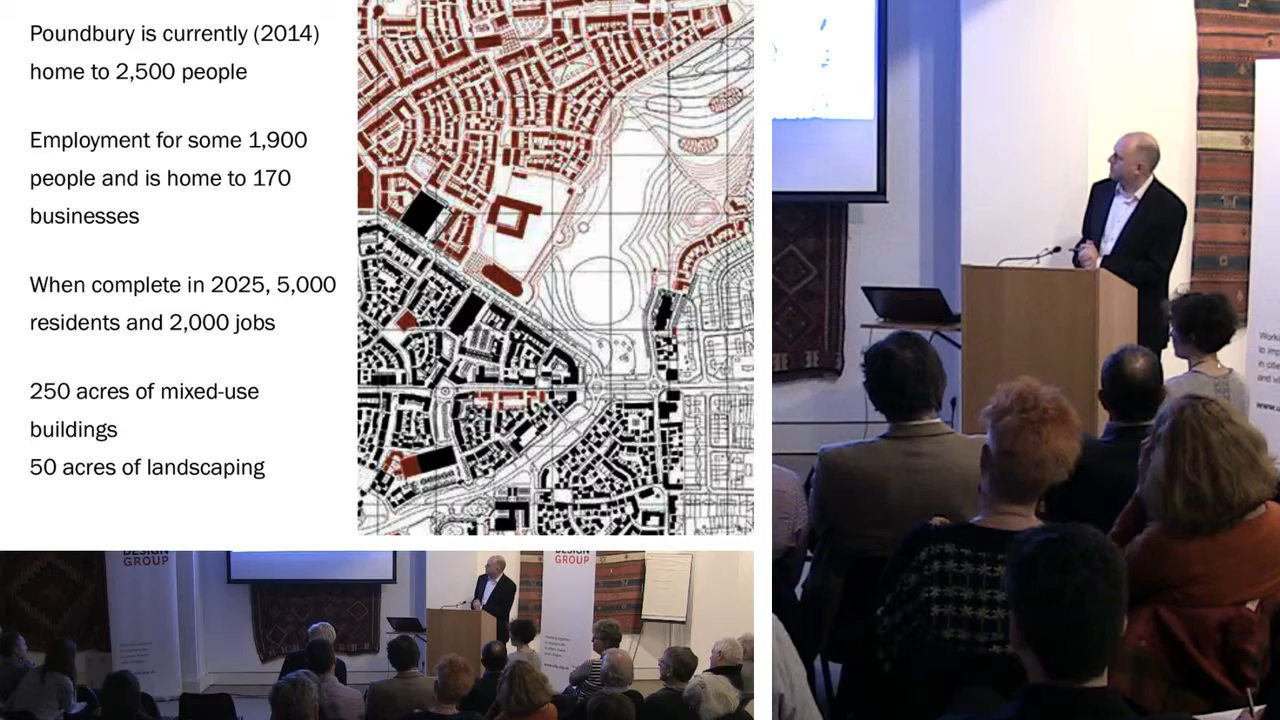 Poundbury is currently (2014)
home to 2,500 people
Employment for some 1,900
people and is home to 170
businesses
When complete in 2025, 5,000
residents and 2,000 jobs
250 acres of mixed-use
buildings
50 acres of landscaping
DESIGN
GROUP